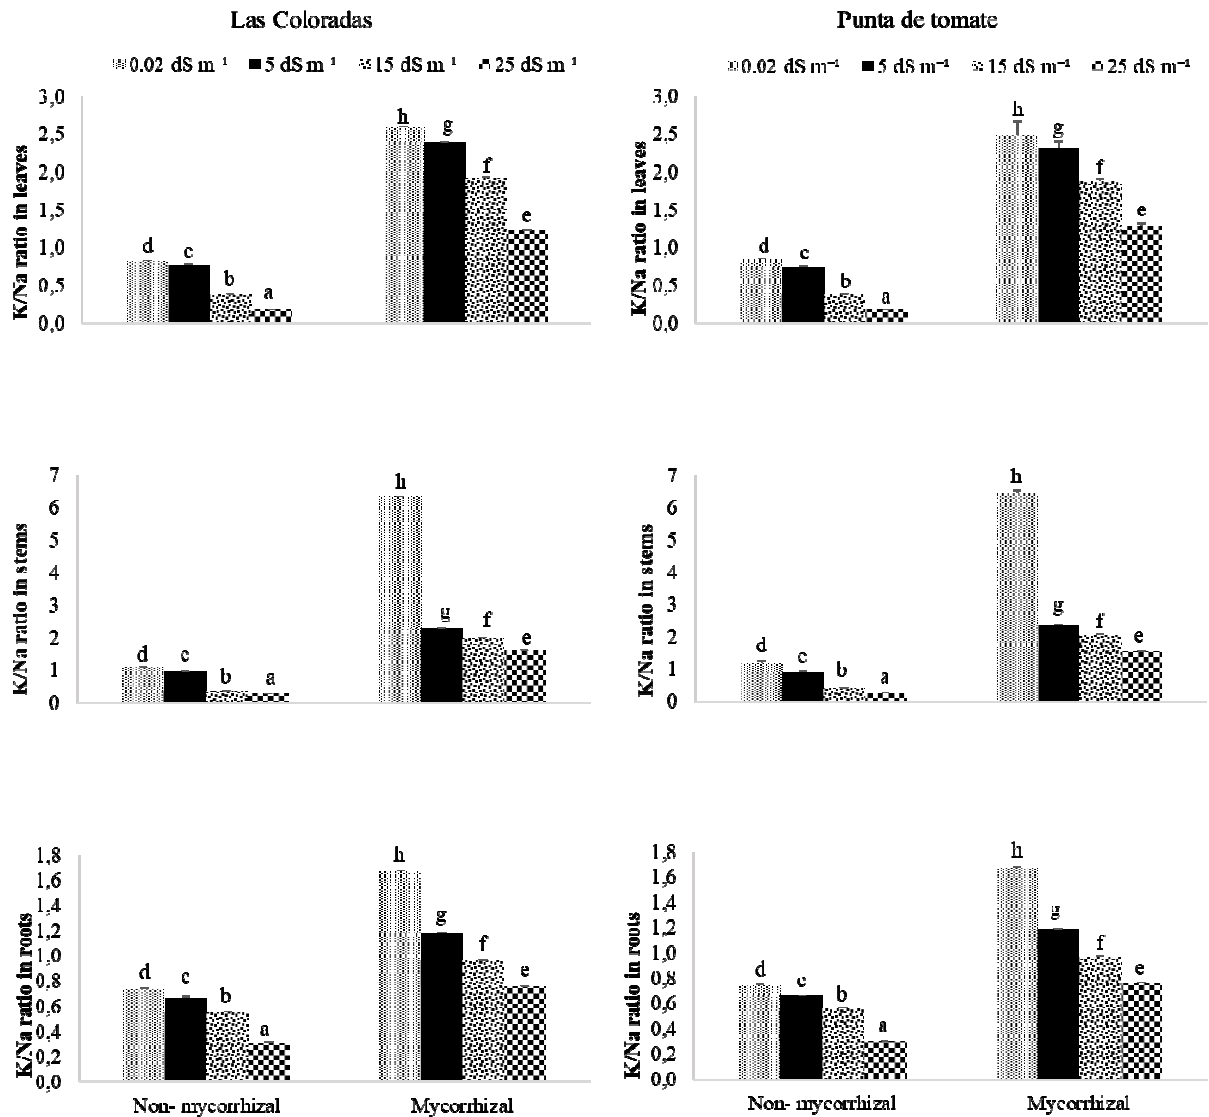 Las Coloradas
Punta de tomate
0.02 dS m⁻¹ 5 dS m⁻¹ 15 dS m⁻¹ 25 dS m⁻¹
0.02 dS m⁻¹ 5 dS m⁻¹ 15 dS m⁻¹ 25 dS m⁻¹
K/Na ratio in leaves
3,0
2,5
2,0
1,5
1,0
0,5
0,0
d c b a h g f e
K/Na ratio in leaves
3,0
2,5
2,0
1,5
1,0
0,5
0,0
d c b a h g f e
K/Na ratio in stems
7
6
5
4
3
2
1
0
d c b a h g f e
K/Na ratio in stems
7
6
5
4
3
2
1
0
d c b a h g f e
K/Na ratio in roots
1,8
1,6
1,4
1,2
1,0
0,8
0,6
0,4
0,2
0,0
d c b a h g f e
Non- mycorrhizal Mycorrhizal
K/Na ratio in roots
1,8
1,6
1,4
1,2
1,0
0,8
0,6
0,4
0,2
0,0
d c b a h g f e
Non- mycorrhizal Mycorrhizal